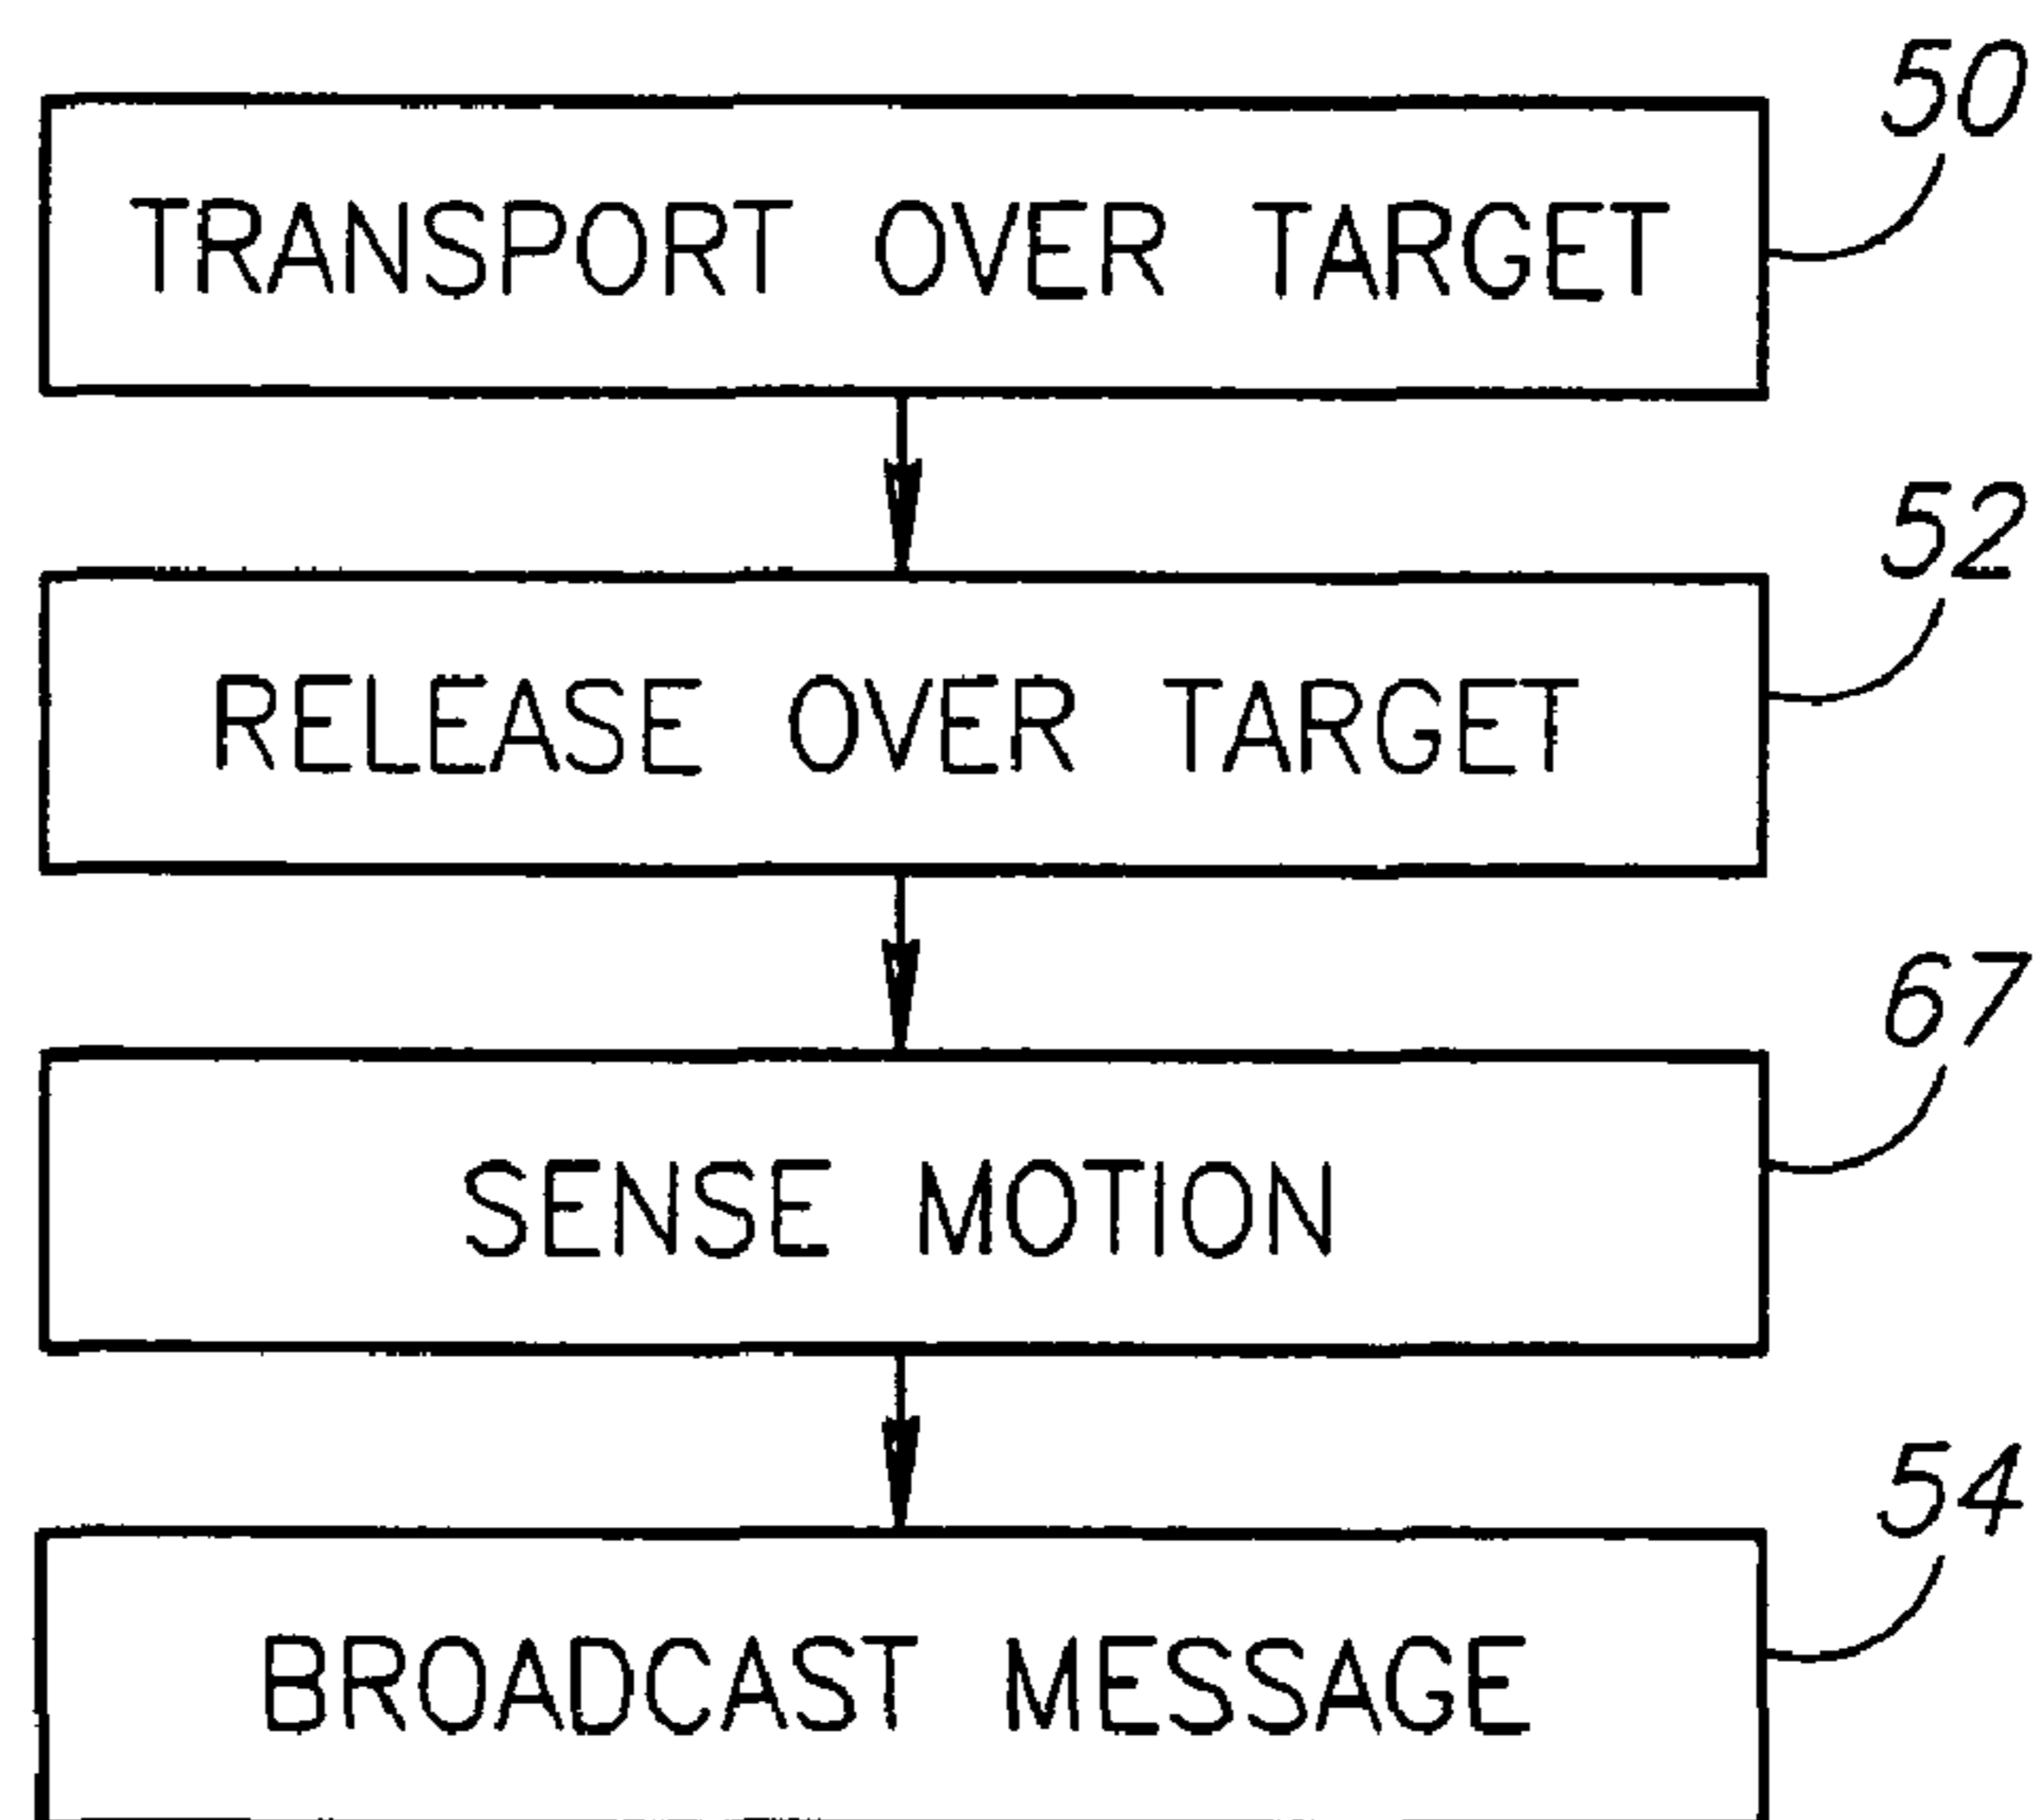 50
TRANSPORT OVER TARGET
52
RELEASE OVER TARGET
67
SENSE MOTION
54
BROADCAST MESSAGE